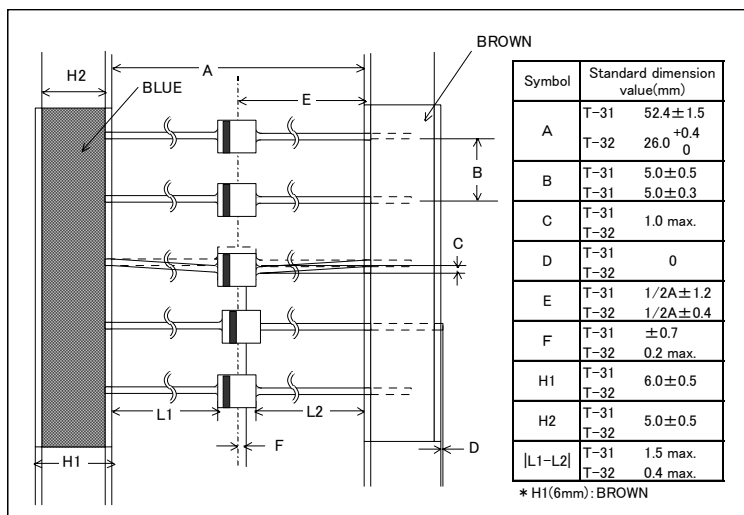 BROWN
H2
A
BLUE
E
B
C
L1
L2
F
D
H1
Symbol Standard dimension value(mm)
A T-31 52.4±1.5
T-32 26.0 +0.4 0
B T-31 5.0±0.5
T-31 5.0±0.3
C T-31 T-32 1.0 max.
D T-31 T-32 0
E T-31 1/2A±1.2
T-32 1/2A±0.4
F T-31 ±0.7
T-32 0.2 max.
H1 T-31 T-32 6.0±0.5
H2 T-31 T-32 5.0±0.5
|L1-L2| T-31 1.5 max.
T-32 0.4 max.
*H1(6mm):BROWN